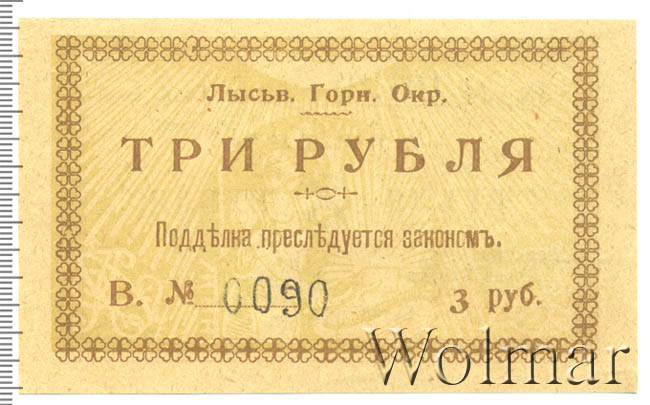 Лысьв. Горн. Окр.
ТРИ РУБЛЯ
Поддѣлка преслѣдуется закономъ.
В. № 0090 3 руб.
Wolmar